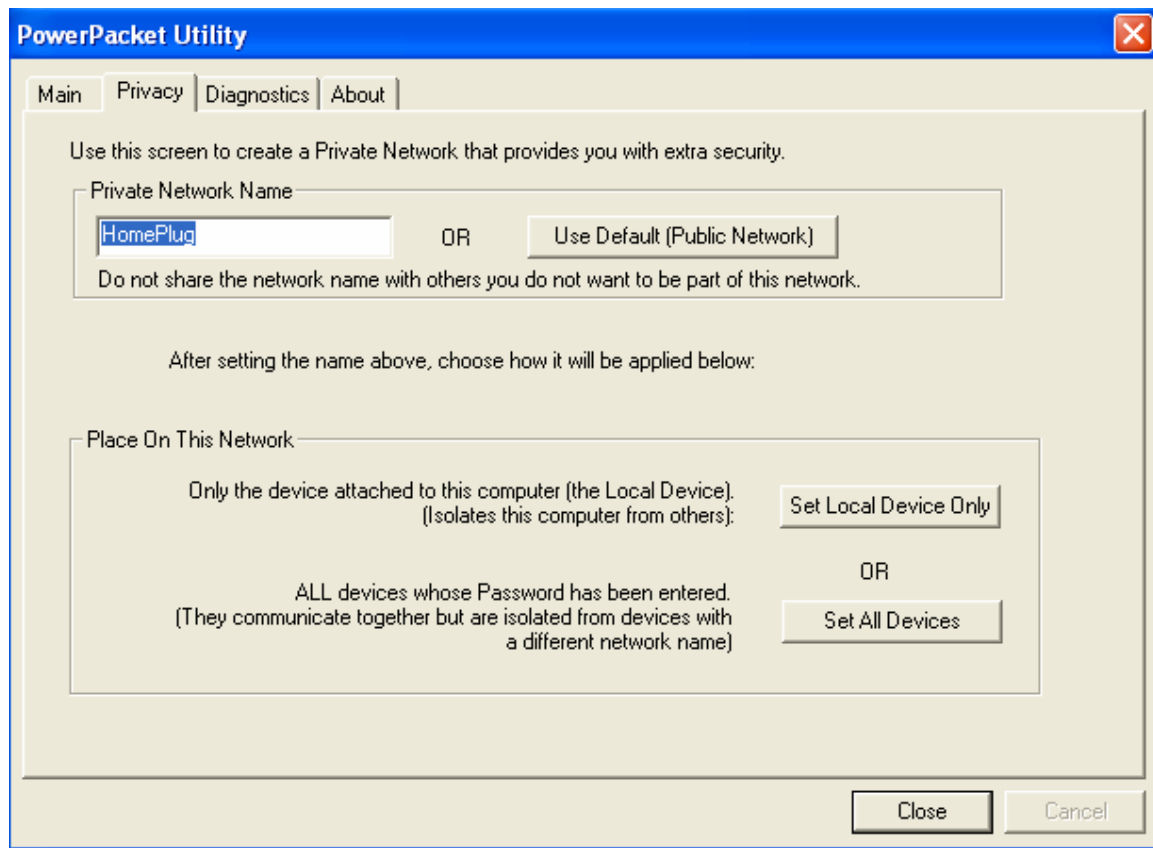 PowerPacket Utility
Main Privacy Diagnostics About
Use this screen to create a Private Network that provides you with extra security.
Private Network Name
HomePlug OR Use Default (Public Network)
Do not share the network name with others you do not want to be part of this network.
After setting the name above, choose how it will be applied below:
Place On This Network
Only the device attached to this computer (the Local Device).
(Isolates this computer from others):
Set Local Device Only
OR
ALL devices whose Password has been entered.
(They communicate together but are isolated from devices with
a different network name)
Set All Devices
Close Cancel